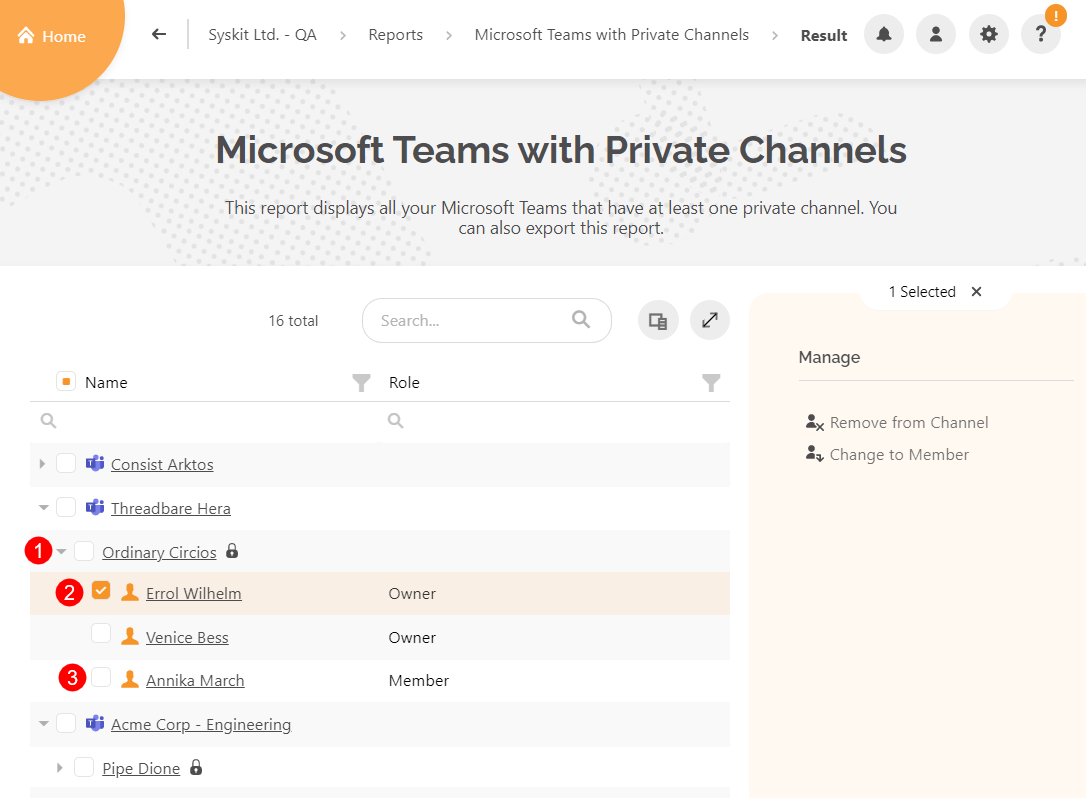 Home
Syskit Ltd. - QA > Reports > Microsoft Teams with Private Channels > Result
!
?
Microsoft Teams with Private Channels
This report displays all your Microsoft Teams that have at least one private channel. You
can also export this report.
16 total
Search...
1 Selected ×
Manage
Remove from Channel
Change to Member
Name Role
Consist Arktos
Threadbare Hera
1 Ordinary Circios
2 Errol Wilhelm Owner
Venice Bess Owner
3 Annika March Member
Acme Corp - Engineering
Pipe Dione